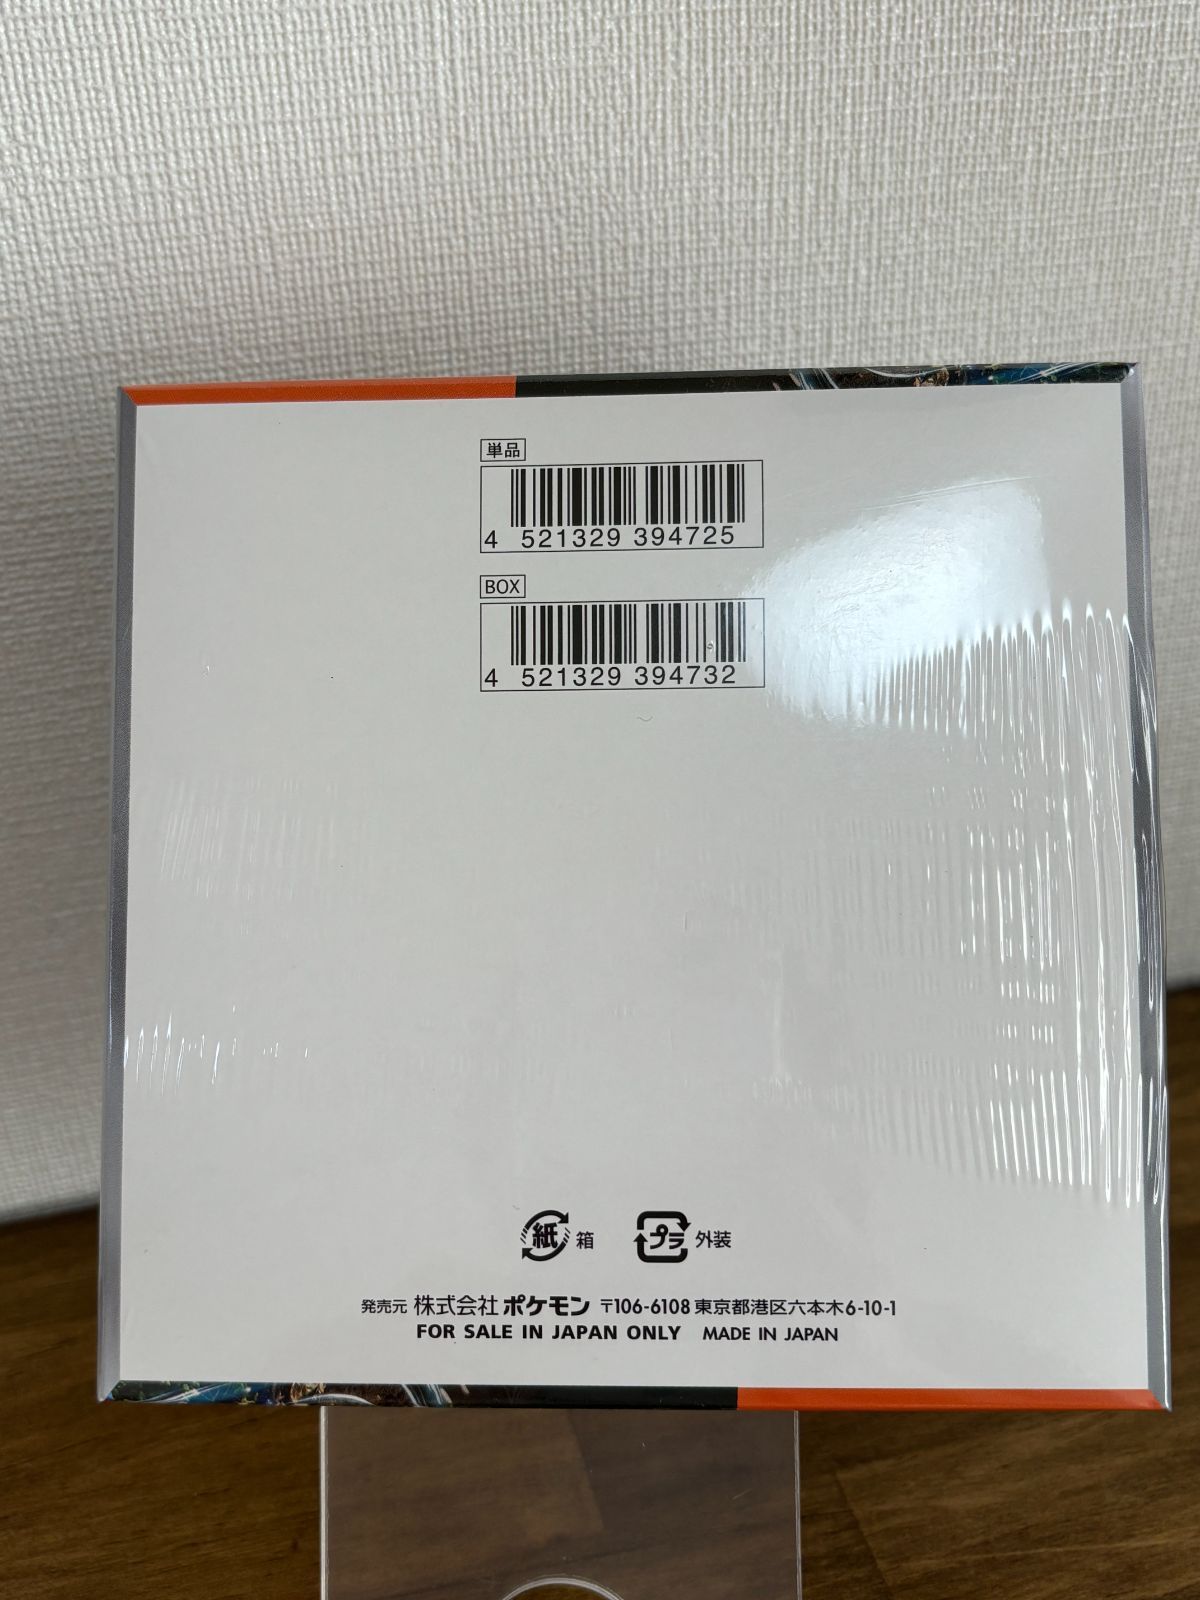 単品
4 521329 394725
BOX
4 521329 394732
紙 箱 プラ 外装
発売元 株式会社 ポケモン 〒106-6108 東京都港区六本木6-10-1
FOR SALE IN JAPAN ONLY MADE IN JAPAN